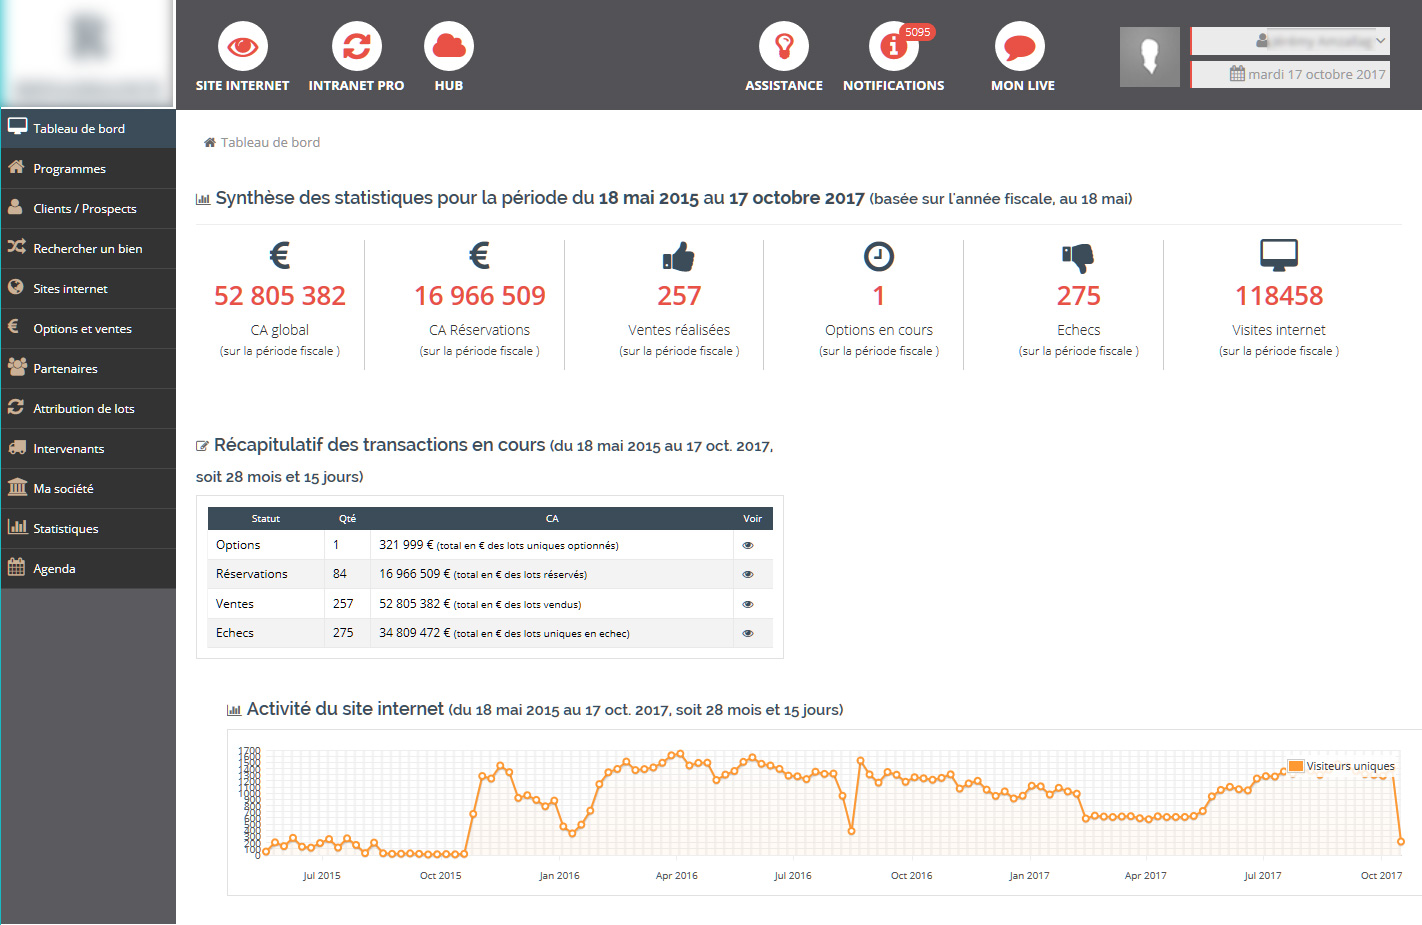 SITE INTERNET
INTRANET PRO
HUB
ASSISTANCE
5095
NOTIFICATIONS
MON LIVE
mardi 17 octobre 2017
Tableau de bord
Programmes
Clients / Prospects
Rechercher un bien
Sites internet
Options et ventes
Partenaires
Attribution de lots
Intervenants
Ma société
Statistiques
Agenda
Tableau de bord
Synthèse des statistiques pour la période du 18 mai 2015 au 17 octobre 2017 (basée sur l'année fiscale, au 18 mai)
52 805 382
CA global
(sur la période fiscale )
16 966 509
CA Réservations
(sur la période fiscale )
257
Ventes réalisées
(sur la période fiscale )
1
Options en cours
(sur la période fiscale )
275
Echecs
(sur la période fiscale )
118458
Visites internet
(sur la période fiscale )
Récapitulatif des transactions en cours (du 18 mai 2015 au 17 oct. 2017,
soit 28 mois et 15 jours)
Statut Qté CA Voir
Options 1 321 999 € (total en € des lots uniques optionnés)
Réservations 84 16 966 509 € (total en € des lots réservés)
Ventes 257 52 805 382 € (total en € des lots vendus)
Echecs 275 34 809 472 € (total en € des lots uniques en echec)
Activité du site internet (du 18 mai 2015 au 17 oct. 2017, soit 28 mois et 15 jours)
1700
1600
1500
1400
1300
1200
1100
1000
900
800
700
600
500
400
300
200
100
0
Visiteurs uniques
Jul 2015 Oct 2015 Jan 2016 Apr 2016 Jul 2016 Oct 2016 Jan 2017 Apr 2017 Jul 2017 Oct 2017